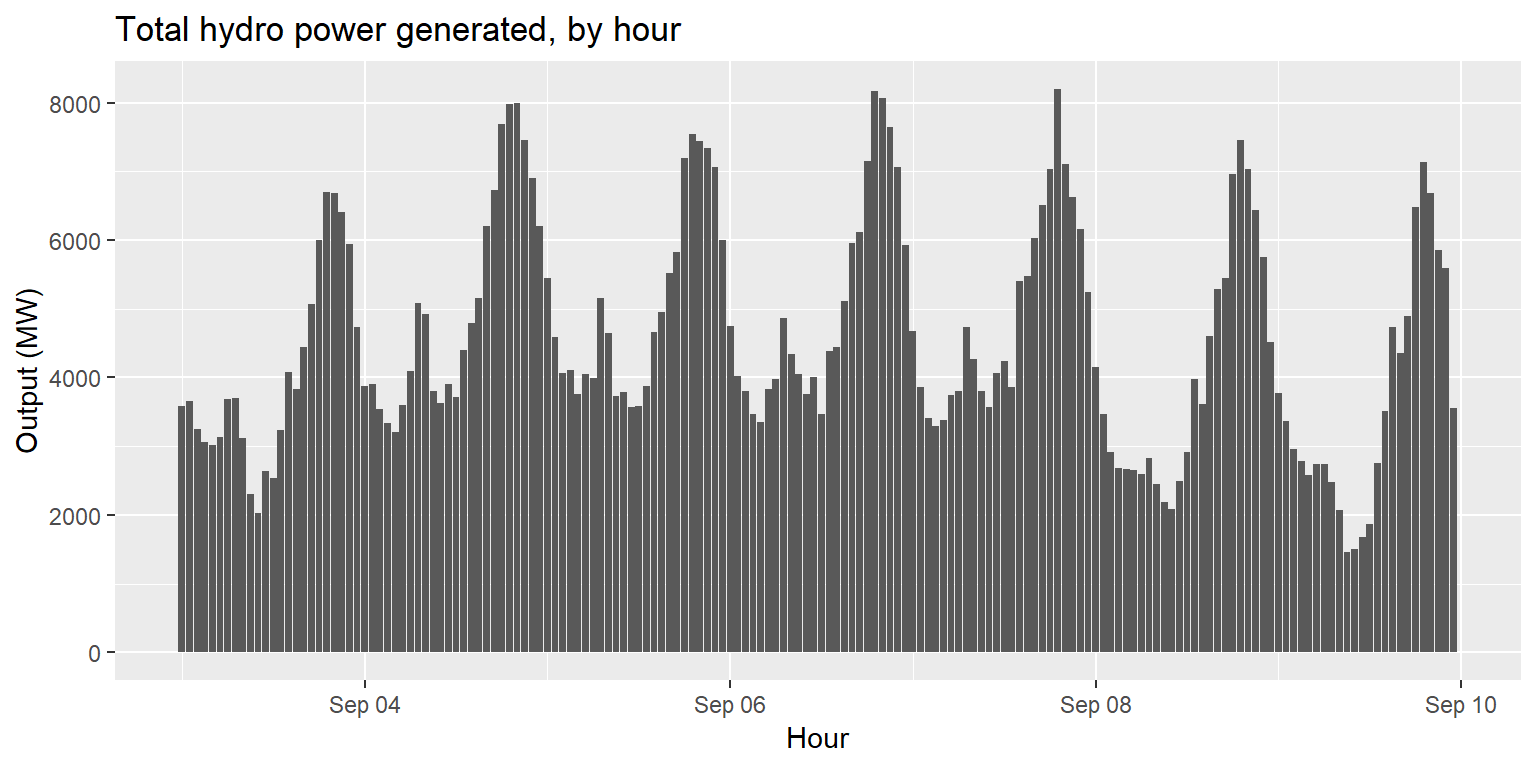 Total hydro power generated, by hour
8000
6000
4000
2000
0
Output (MW)
Sep 04 Sep 06 Sep 08 Sep 10
Hour